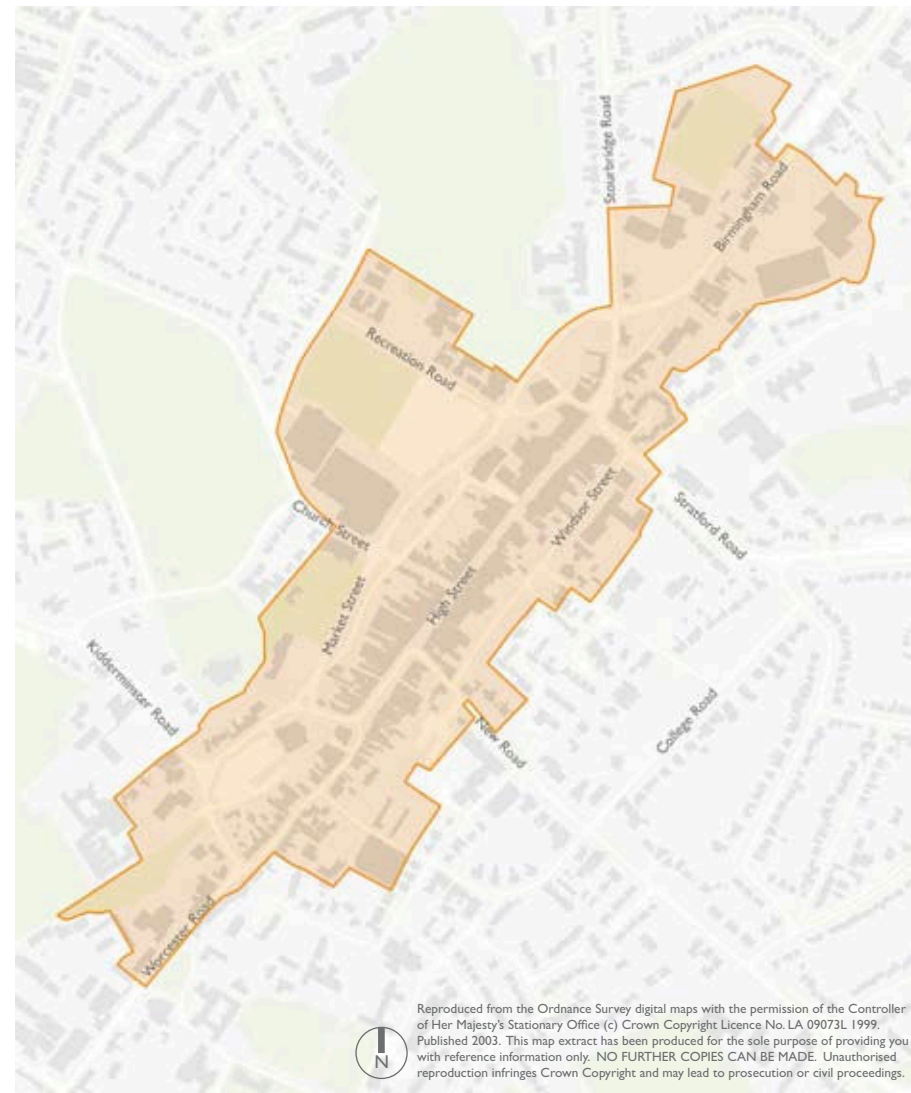 Stourbridge Road
Birmingham Road
Recreation Road
Church Street
Windsor Street
Stratford Road
Market Street
High Street
Kidderminster Road
New Road
College Road
Worcester Road
N
Reproduced from the Ordnance Survey digital maps with the permission of the Controller
of Her Majesty's Stationary Office (c) Crown Copyright Licence No. LA 09073L 1999.
Published 2003. This map extract has been produced for the sole purpose of providing you
with reference information only. NO FURTHER COPIES CAN BE MADE. Unauthorised
reproduction infringes Crown Copyright and may lead to prosecution or civil proceedings.